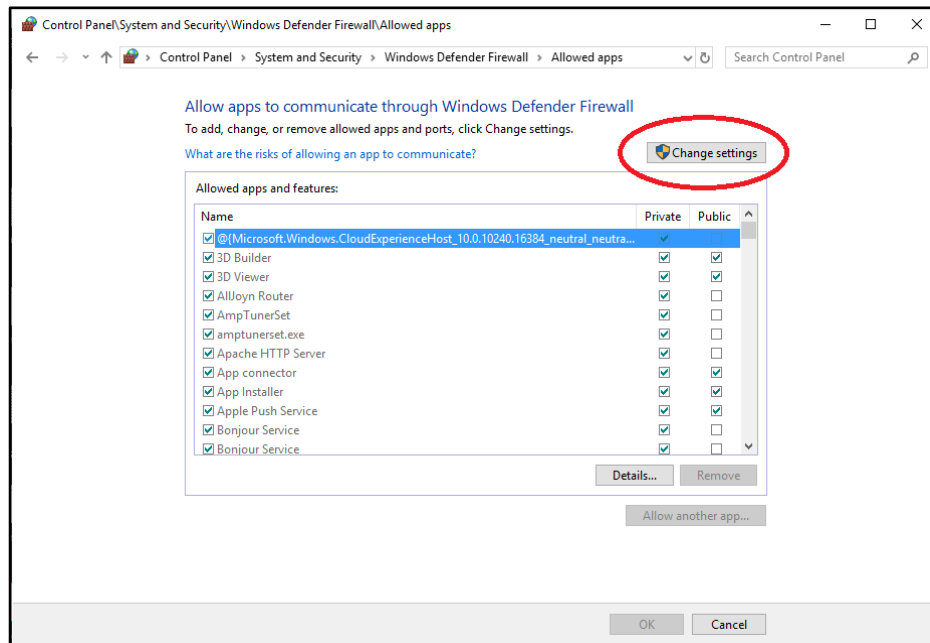 Control Panel\System and Security\Windows Defender Firewall\Allowed apps
Control Panel > System and Security > Windows Defender Firewall > Allowed apps
Search Control Panel
Allow apps to communicate through Windows Defender Firewall
To add, change, or remove allowed apps and ports, click Change settings.
What are the risks of allowing an app to communicate?
Change settings
Allowed apps and features:
Name Private Public
@{Microsoft.Windows.CloudExperienceHost_10.0.10240.16384_neutral_neutra...
3D Builder
3D Viewer
AllJoyn Router
AmpTunerSet
amptunerset.exe
Apache HTTP Server
App connector
App Installer
Apple Push Service
Bonjour Service
Bonjour Service
Details... Remove
Allow another app...
OK Cancel